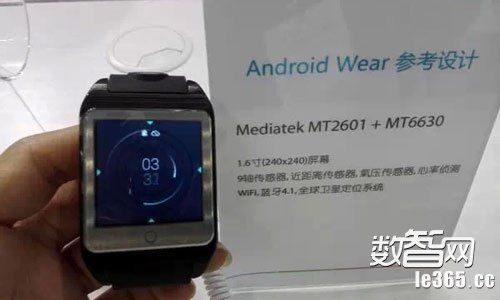 03
31
Android Wear 参考设计
Mediatek MT2601 + MT6630
1.6寸(240x240)屏幕
9轴传感器, 近距离传感器, 氧压传感器, 心率侦测
WiFi, 蓝牙4.1, 全球卫星定位系统
数智网
le365.cc